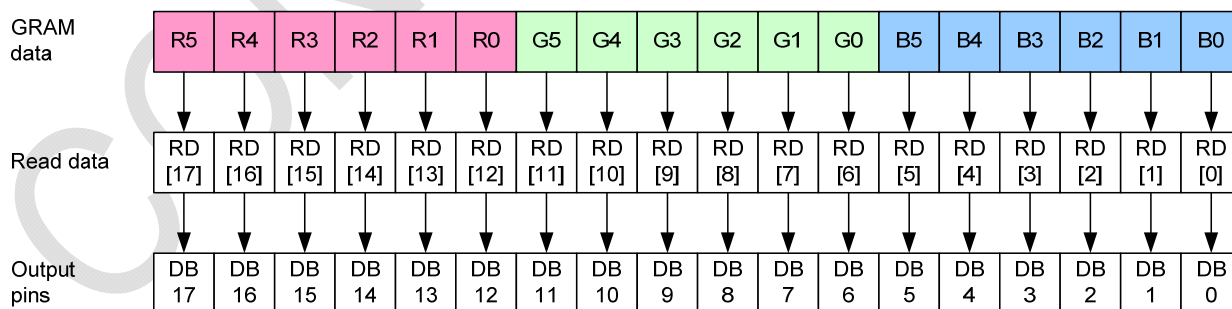 GRAM data
R5 R4 R3 R2 R1 R0 G5 G4 G3 G2 G1 G0 B5 B4 B3 B2 B1 B0
Read data
RD [17] RD [16] RD [15] RD [14] RD [13] RD [12] RD [11] RD [10] RD [9] RD [8] RD [7] RD [6] RD [5] RD [4] RD [3] RD [2] RD [1] RD [0]
Output pins
DB 17 DB 16 DB 15 DB 14 DB 13 DB 12 DB 11 DB 10 DB 9 DB 8 DB 7 DB 6 DB 5 DB 4 DB 3 DB 2 DB 1 DB 0